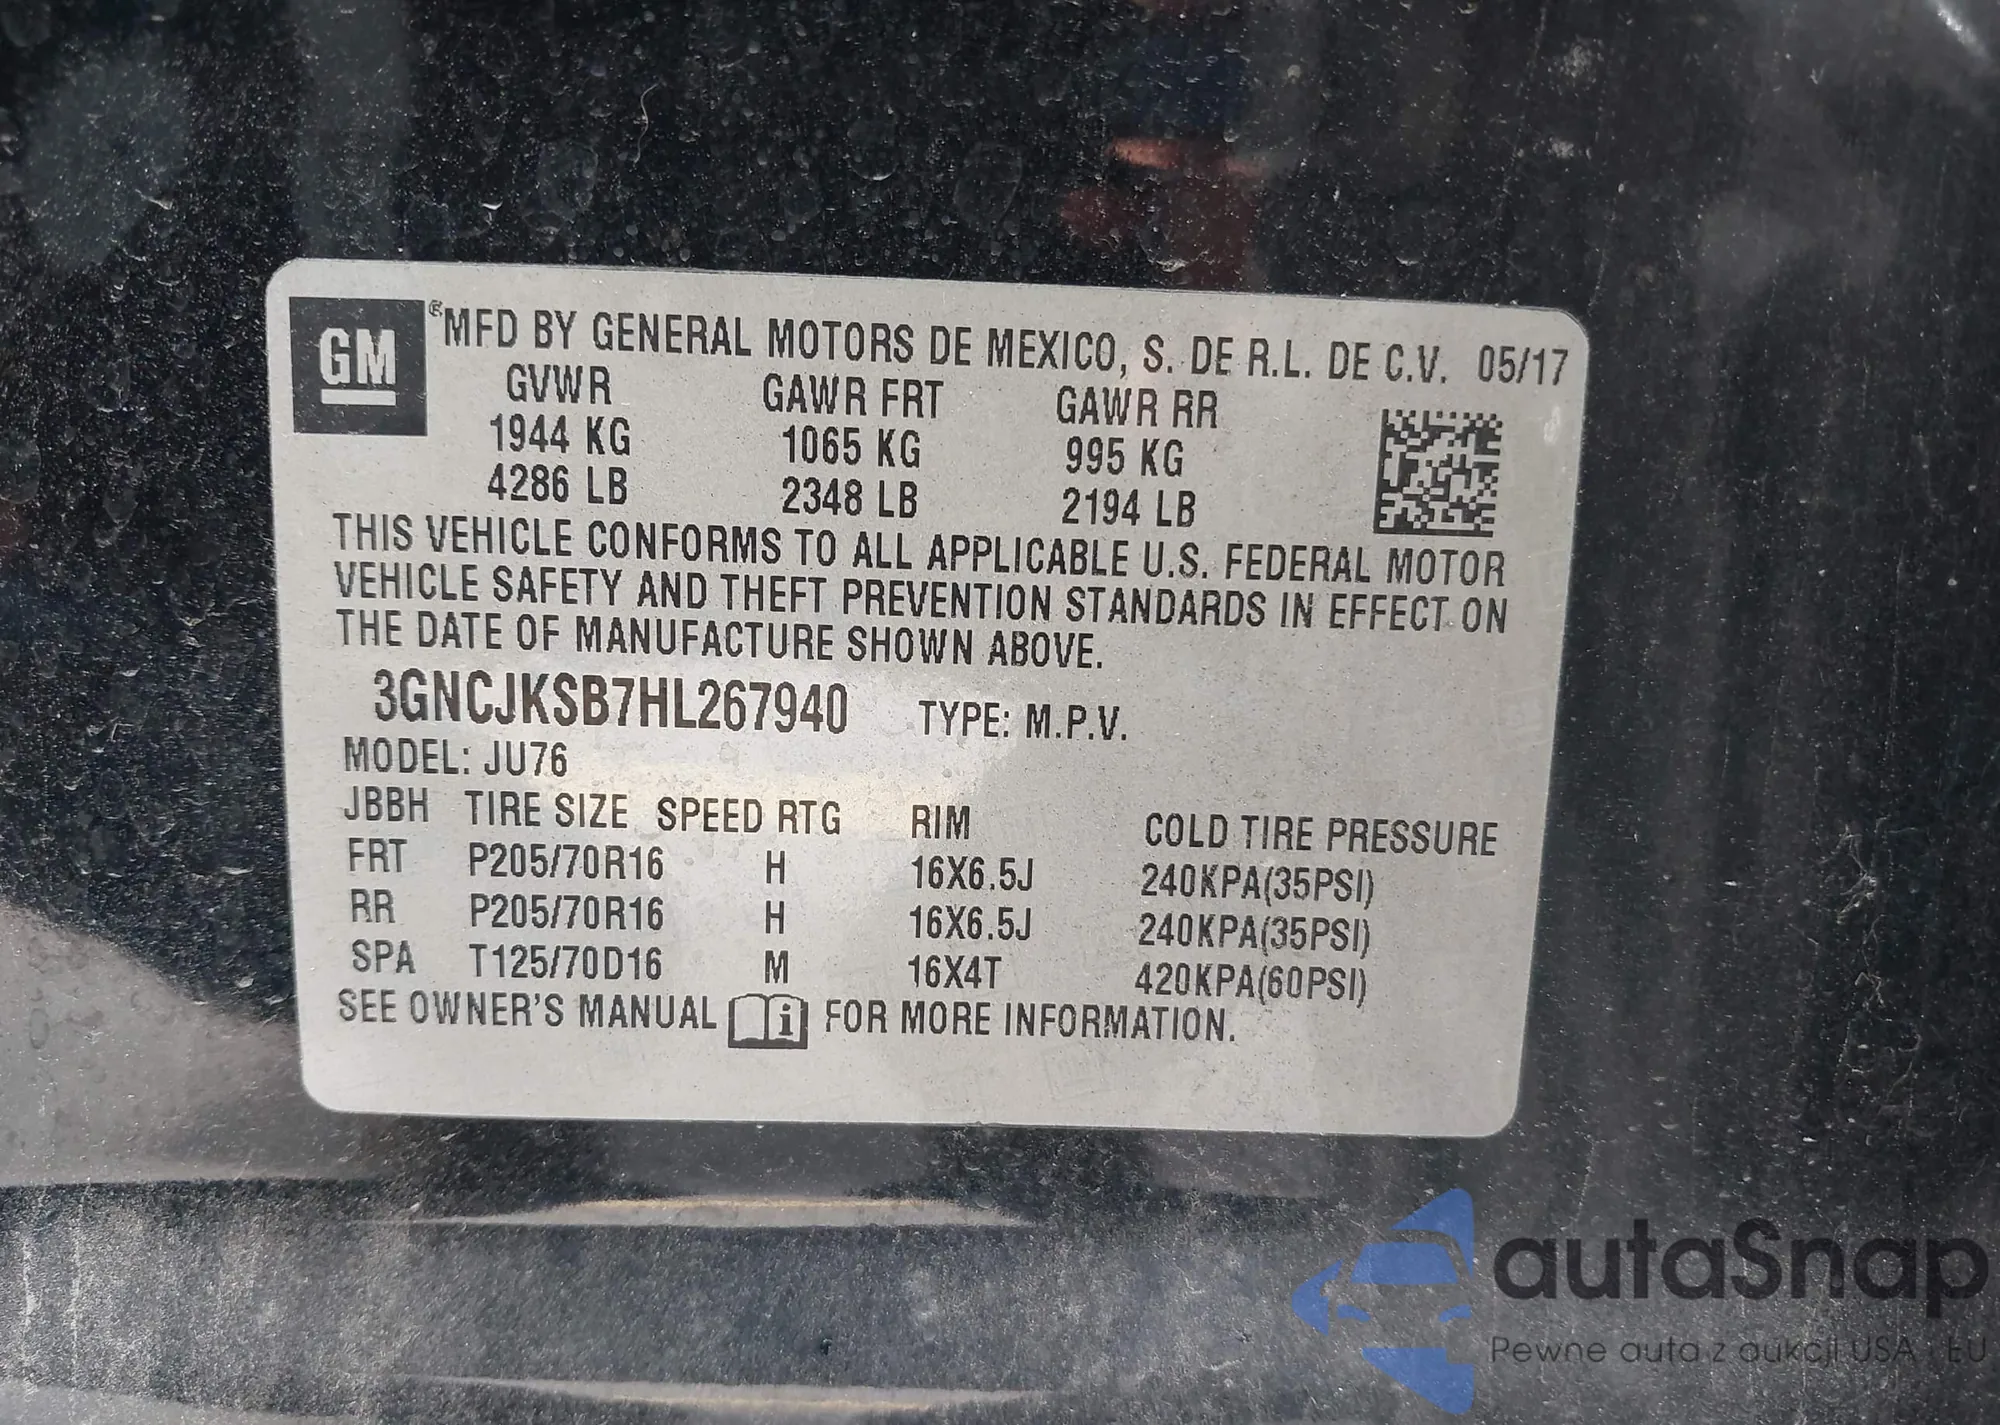 GM ®MFD BY GENERAL MOTORS DE MEXICO, S. DE R.L. DE C.V. 05/17
GVWR GAWR FRT GAWR RR
1944 KG 1065 KG 995 KG
4286 LB 2348 LB 2194 LB
THIS VEHICLE CONFORMS TO ALL APPLICABLE U.S. FEDERAL MOTOR
VEHICLE SAFETY AND THEFT PREVENTION STANDARDS IN EFFECT ON
THE DATE OF MANUFACTURE SHOWN ABOVE.
3GNCJKSB7HL267940 TYPE: M.P.V.
MODEL: JU76
JBBH TIRE SIZE SPEED RTG RIM COLD TIRE PRESSURE
FRT P205/70R16 H 16X6.5J 240KPA(35PSI)
RR P205/70R16 H 16X6.5J 240KPA(35PSI)
SPA T125/70D16 M 16X4T 420KPA(60PSI)
SEE OWNER'S MANUAL i FOR MORE INFORMATION.
autaSnap
Pewne auta z aukcji USA i EU